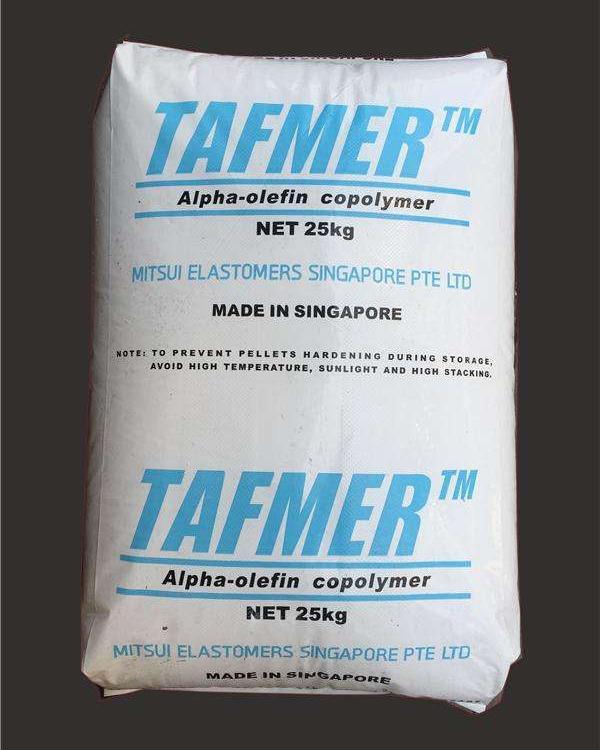 TAFMER™
Alpha-olefin copolymer
NET 25kg
MITSUI ELASTOMERS SINGAPORE PTE LTD
MADE IN SINGAPORE
NOTE: TO PREVENT PELLETS HARDENING DURING STORAGE,
AVOID HIGH TEMPERATURE, SUNLIGHT AND HIGH STACKING.
TAFMER™
Alpha-olefin copolymer
NET 25kg
MITSUI ELASTOMERS SINGAPORE PTE LTD
MADE IN SINGAPORE